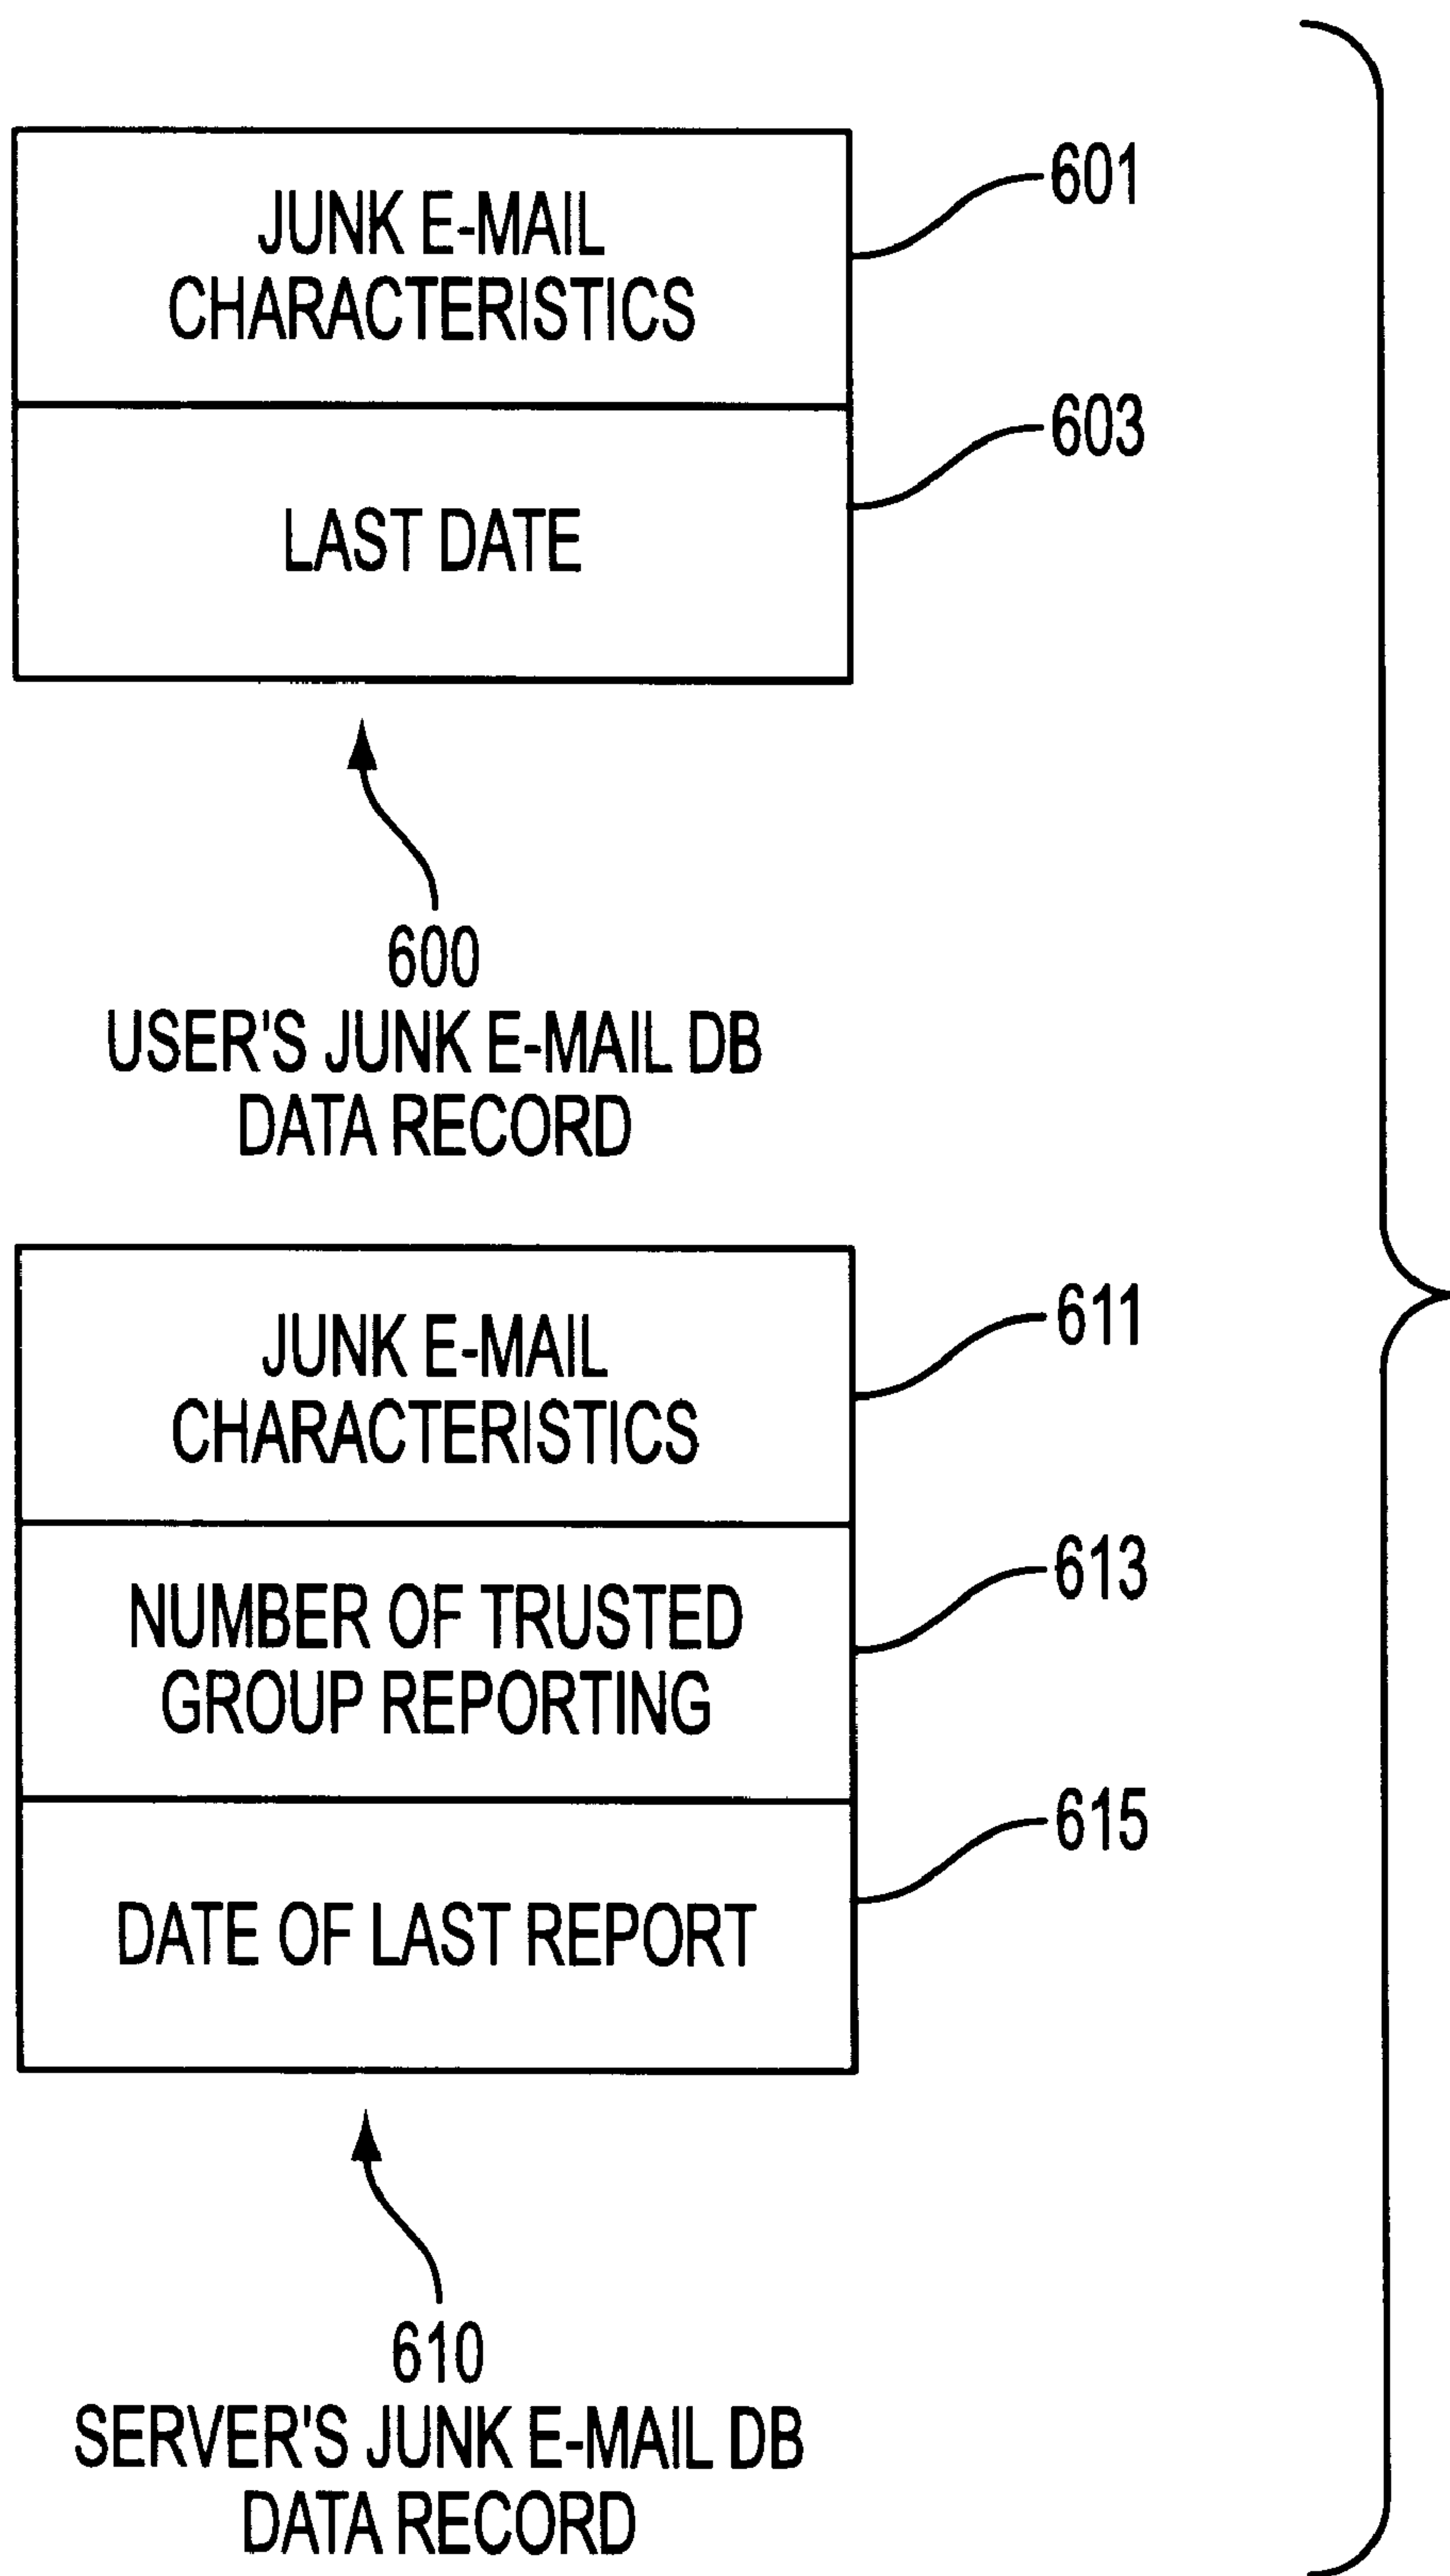 JUNK E-MAIL
CHARACTERISTICS
601
LAST DATE
603
600
USER'S JUNK E-MAIL DB
DATA RECORD
JUNK E-MAIL
CHARACTERISTICS
611
NUMBER OF TRUSTED
GROUP REPORTING
613
DATE OF LAST REPORT
615
610
SERVER'S JUNK E-MAIL DB
DATA RECORD